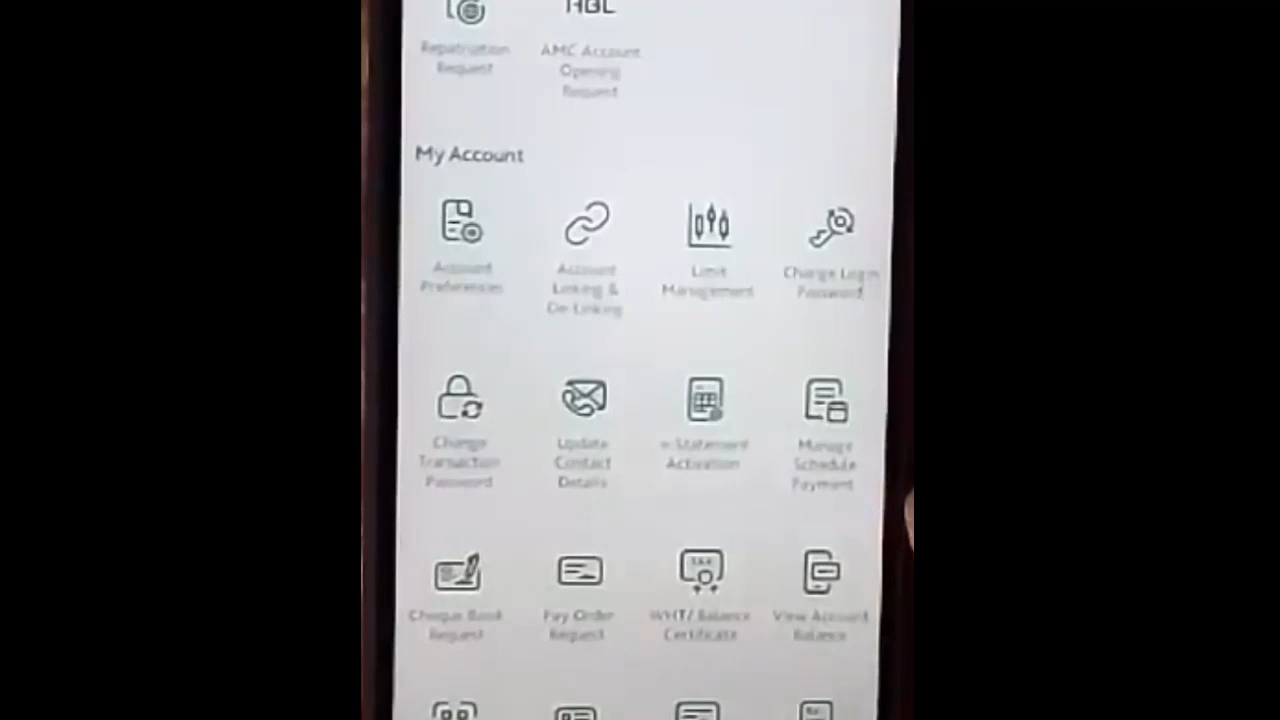 HBL
Repatriation
Request
AMC Account
Opening
Request
My Account
Account
Preferences
Account
Linking &
De-Linking
Limit
Management
Change Login
Password
Change
Transaction
Password
Update
Contact
Details
e-Statement
Activation
Manage
Schedule
Payment
Cheque Book
Request
Pay Order
Request
TAX
WHT/ Balance
Certificate
View Account
Balance